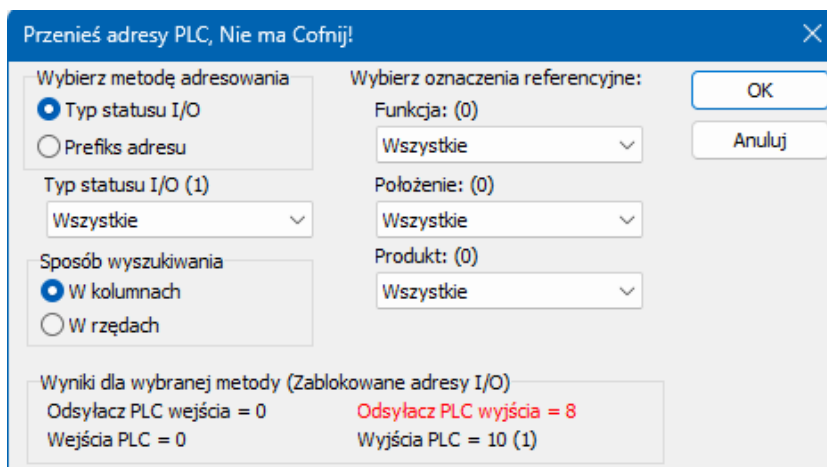 Przenieś adresy PLC, Nie ma Cofnij!
Wybierz metodę adresowania
Typ statusu I/O
Prefiks adresu
Typ statusu I/O (1)
Wszystkie
Sposób wyszukiwania
W kolumnach
W rzędach
Wybierz oznaczenia referencyjne:
Funkcja: (0)
Wszystkie
Położenie: (0)
Wszystkie
Produkt: (0)
Wszystkie
OK
Anuluj
Wyniki dla wybranej metody (Zablokowane adresy I/O)
Odsyłacz PLC wejścia = 0
Odsyłacz PLC wyjścia = 8
Wejścia PLC = 0
Wyjścia PLC = 10 (1)